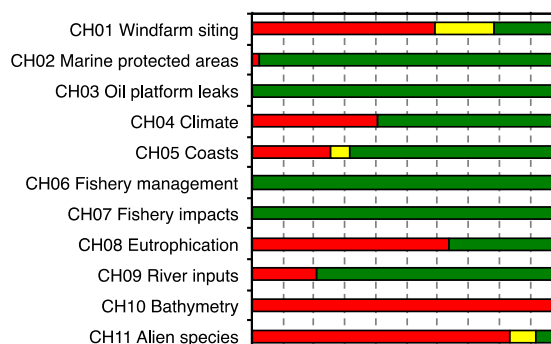 CH01 Windfarm siting
CH02 Marine protected areas
CH03 Oil platform leaks
CH04 Climate
CH05 Coasts
CH06 Fishery management
CH07 Fishery impacts
CH08 Eutrophication
CH09 River inputs
CH10 Bathymetry
CH11 Alien species